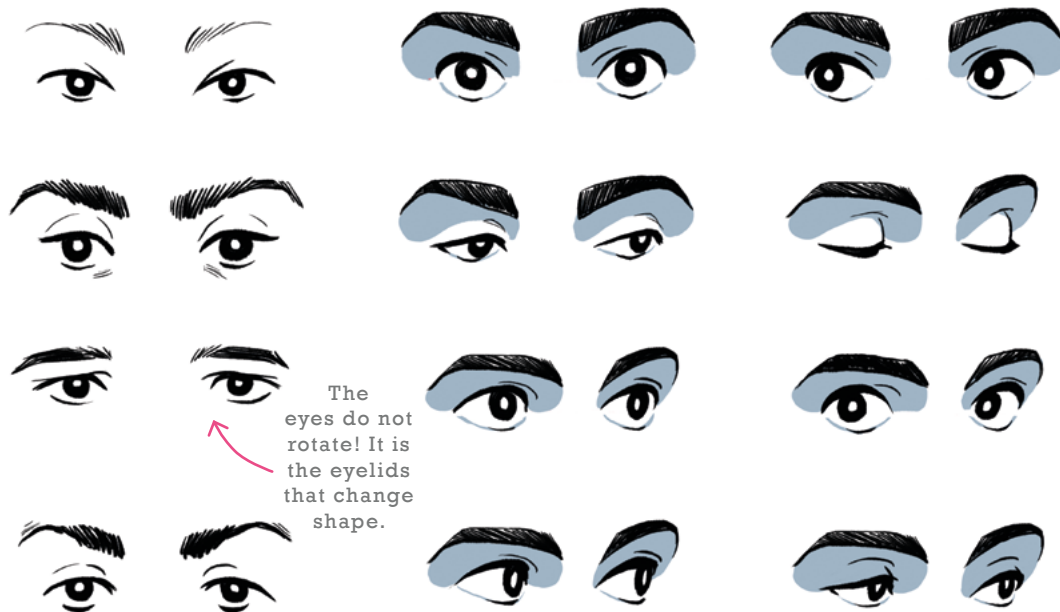 The
eyes do not
rotate! It is
the eyelids
that change
shape.